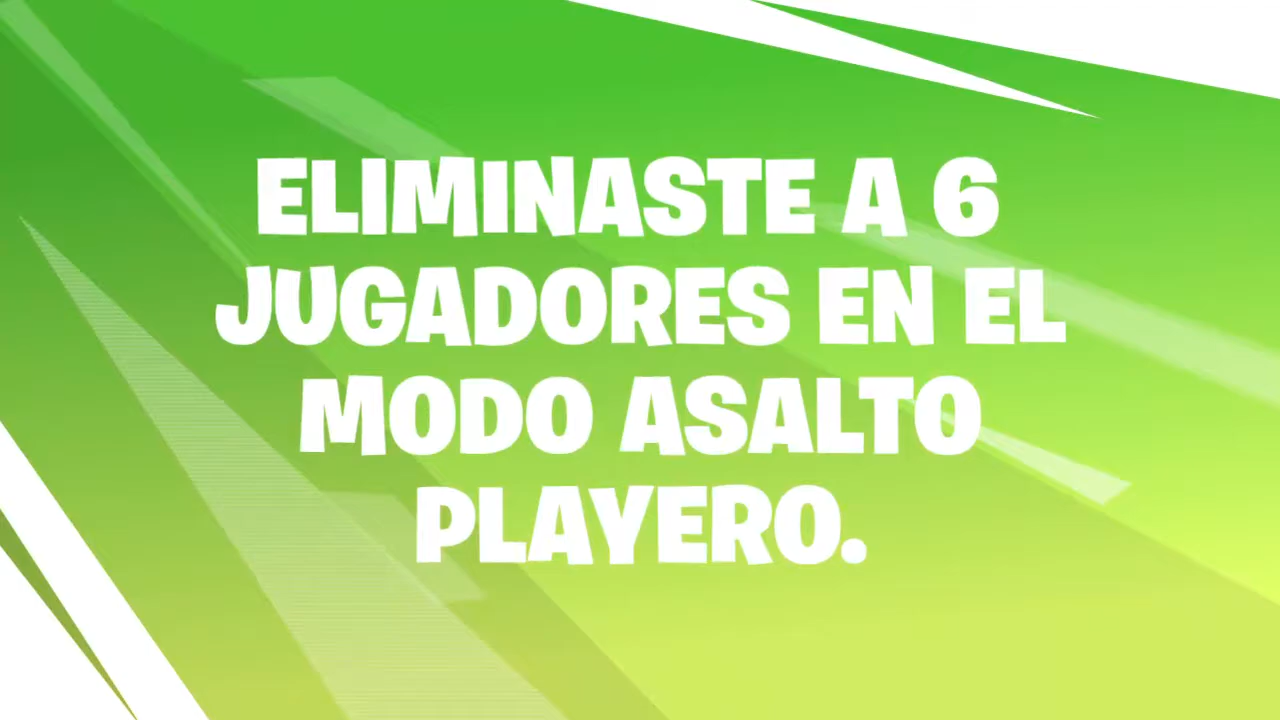 ELIMINASTE A 6
JUGADORES EN EL
MODO ASALTO
PLAYERO.